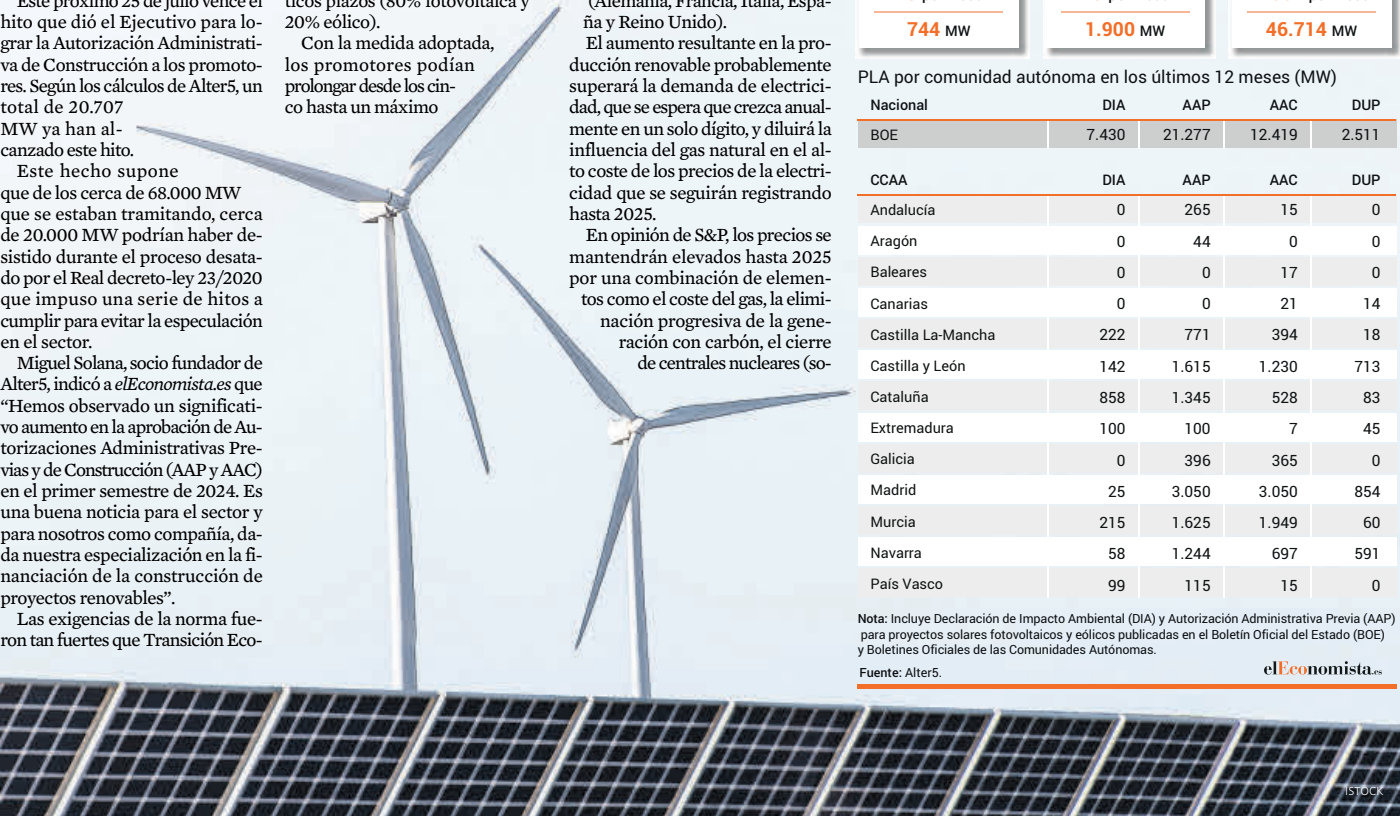 Este próximo 25 de julio vence el
hito que dió el Ejecutivo para lo-
grar la Autorización Administrati-
va de Construcción a los promoto-
res. Según los cálculos de Alter5, un
total de 20.707
MW ya han al-
canzado este hito.
Este hecho supone
que de los cerca de 68.000 MW
que se estaban tramitando, cerca
de 20.000 MW podrían haber de-
sistido durante el proceso desata-
do por el Real decreto-ley 23/2020
que impuso una serie de hitos a
cumplir para evitar la especulación
en el sector.
Miguel Solana, socio fundador de
Alter5, indicó a elEconomista.es que
“Hemos observado un significati-
vo aumento en la aprobación de Au-
torizaciones Administrativas Pre-
vias y de Construcción (AAP y AAC)
en el primer semestre de 2024. Es
una buena noticia para el sector y
para nosotros como compañía, da-
da nuestra especialización en la fi-
nanciación de la construcción de
proyectos renovables”.
Las exigencias de la norma fue-
ron tan fuertes que Transición Eco-
ticos plazos (80% fotovoltaica y
20% eólico).
Con la medida adoptada,
los promotores podían
prolongar desde los cin-
co hasta un máximo
(Alemania, Francia, Italia, Espa-
ña y Reino Unido).
El aumento resultante en la pro-
ducción renovable probablemente
superará la demanda de electrici-
dad, que se espera que crezca anual-
mente en un solo dígito, y diluirá la
influencia del gas natural en el al-
to coste de los precios de la electri-
cidad que se seguirán registrando
hasta 2025.
En opinión de S&P, los precios se
mantendrán elevados hasta 2025
por una combinación de elemen-
tos como el coste del gas, la elimi-
nación progresiva de la gene-
ración con carbón, el cierre
de centrales nucleares (so-
744 MW 1.900 MW 46.714 MW
PLA por comunidad autónoma en los últimos 12 meses (MW)
Nacional DIA AAP AAC DUP
BOE 7.430 21.277 12.419 2.511
CCAA DIA AAP AAC DUP
Andalucía 0 265 15 0
Aragón 0 44 0 0
Baleares 0 0 17 0
Canarias 0 0 21 14
Castilla La-Mancha 222 771 394 18
Castilla y León 142 1.615 1.230 713
Cataluña 858 1.345 528 83
Extremadura 100 100 7 45
Galicia 0 396 365 0
Madrid 25 3.050 3.050 854
Murcia 215 1.625 1.949 60
Navarra 58 1.244 697 591
País Vasco 99 115 15 0
Nota: Incluye Declaración de Impacto Ambiental (DIA) y Autorización Administrativa Previa (AAP)
para proyectos solares fotovoltaicos y eólicos publicadas en el Boletín Oficial del Estado (BOE)
y Boletines Oficiales de las Comunidades Autónomas.
Fuente: Alter5.
elEconomista.es
ISTOCK